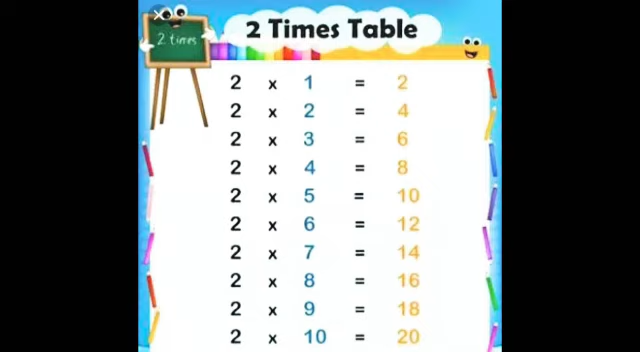 2 times
2 Times Table
2 x 1 = 2
2 x 2 = 4
2 x 3 = 6
2 x 4 = 8
2 x 5 = 10
2 x 6 = 12
2 x 7 = 14
2 x 8 = 16
2 x 9 = 18
2 x 10 = 20